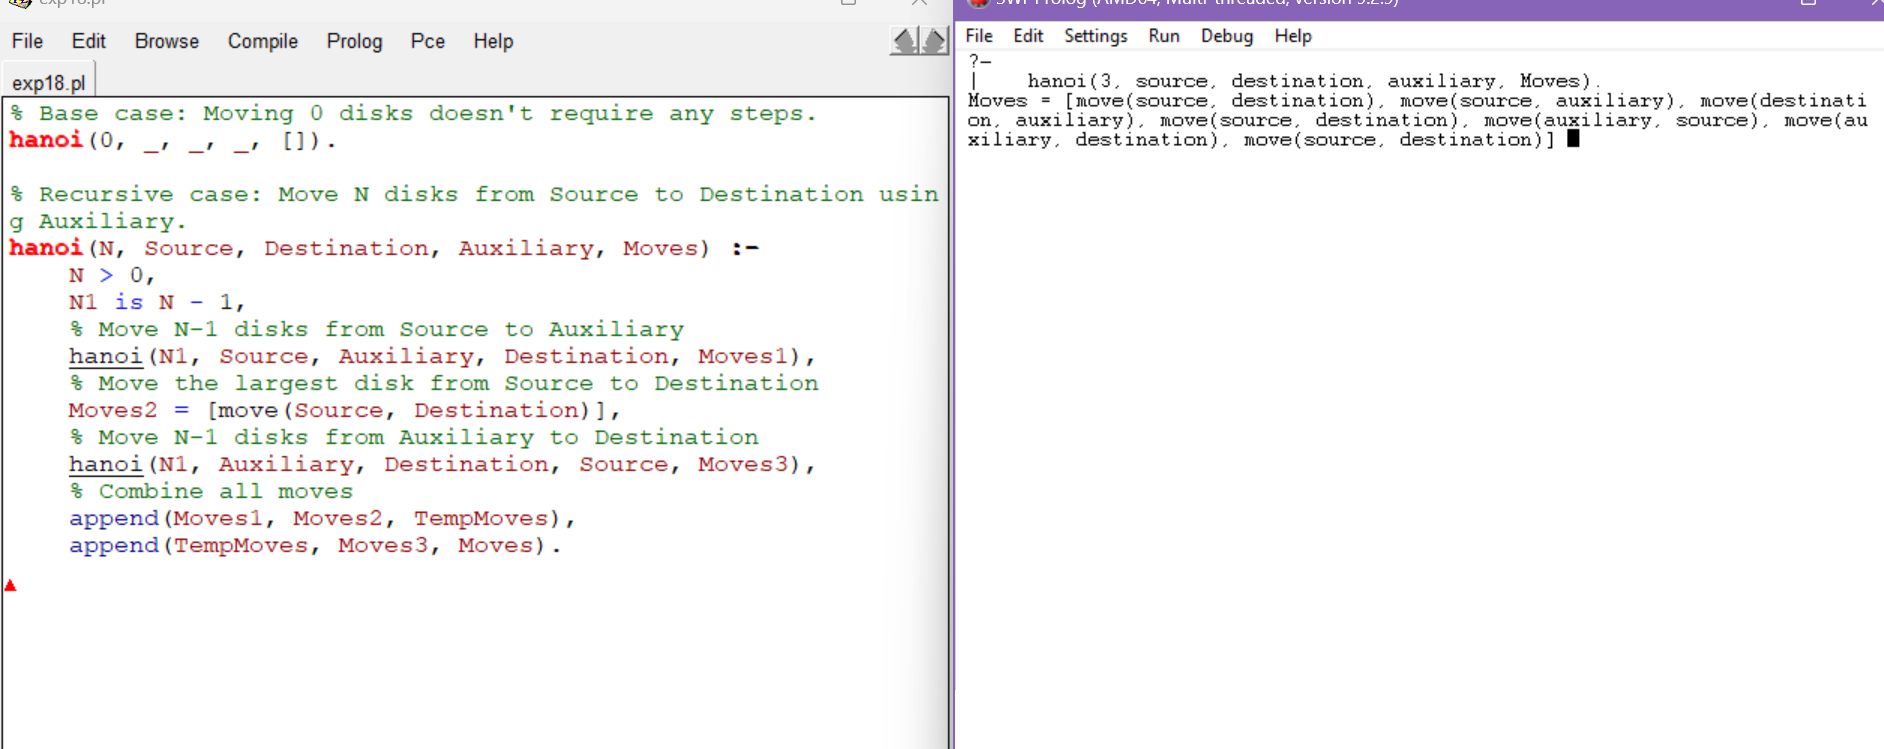 exp18.pl
File Edit Browse Compile Prolog Pce Help
exp18.pl
% Base case: Moving 0 disks doesn't require any steps.
hanoi(0, _, _, _, []).
% Recursive case: Move N disks from Source to Destination usin
g Auxiliary.
hanoi(N, Source, Destination, Auxiliary, Moves) :-
    N > 0,
    N1 is N - 1,
    % Move N-1 disks from Source to Auxiliary
    hanoi(N1, Source, Auxiliary, Destination, Moves1),
    % Move the largest disk from Source to Destination
    Moves2 = [move(Source, Destination)],
    % Move N-1 disks from Auxiliary to Destination
    hanoi(N1, Auxiliary, Destination, Source, Moves3),
    % Combine all moves
    append(Moves1, Moves2, TempMoves),
    append(TempMoves, Moves3, Moves).
SWI-Prolog (AMD64, Multi-threaded, version 9.2.9)
File Edit Settings Run Debug Help
?-
|    hanoi(3, source, destination, auxiliary, Moves).
Moves = [move(source, destination), move(source, auxiliary), move(destinati
on, auxiliary), move(source, destination), move(auxiliary, source), move(au
xiliary, destination), move(source, destination)]